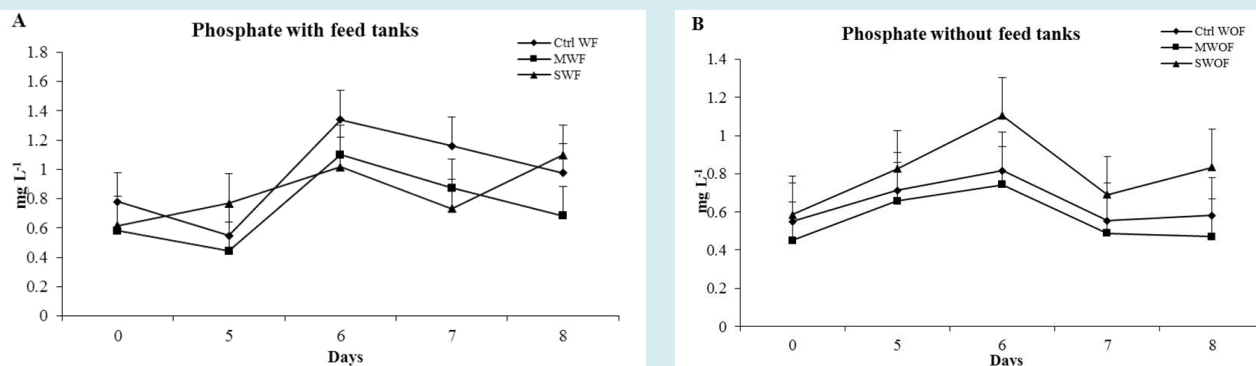 A
Phosphate with feed tanks
Ctrl WF
MWF
SWF
1.8
1.6
1.4
1.2
1
0.8
0.6
0.4
0.2
0
mg L-1
0 5 6 7 8
Days
B
Phosphate without feed tanks
Ctrl WOF
MWOF
SWOF
1.4
1.2
1
0.8
0.6
0.4
0.2
0
mg L-1
0 5 6 7 8
Days